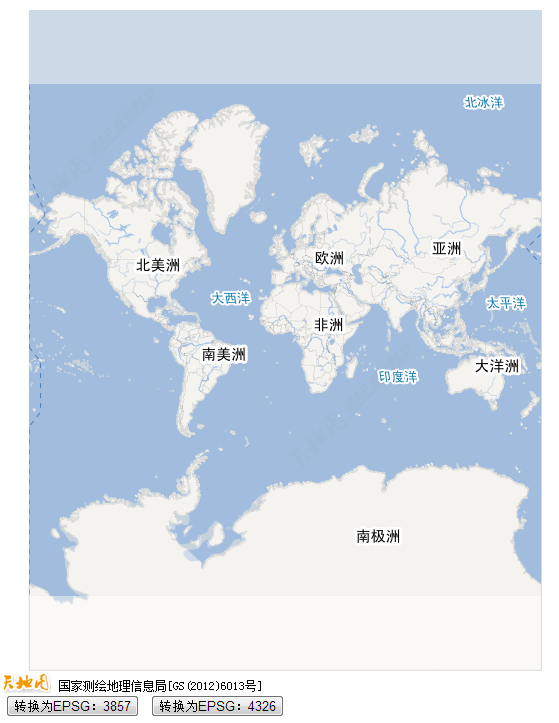 北冰洋
亚洲
欧洲
北美洲
大西洋
太平洋
非洲
南美洲
大洋洲
印度洋
南极洲
天地图 国家测绘地理信息局[GS(2012)6013号]
转换为EPSG：3857 转换为EPSG：4326